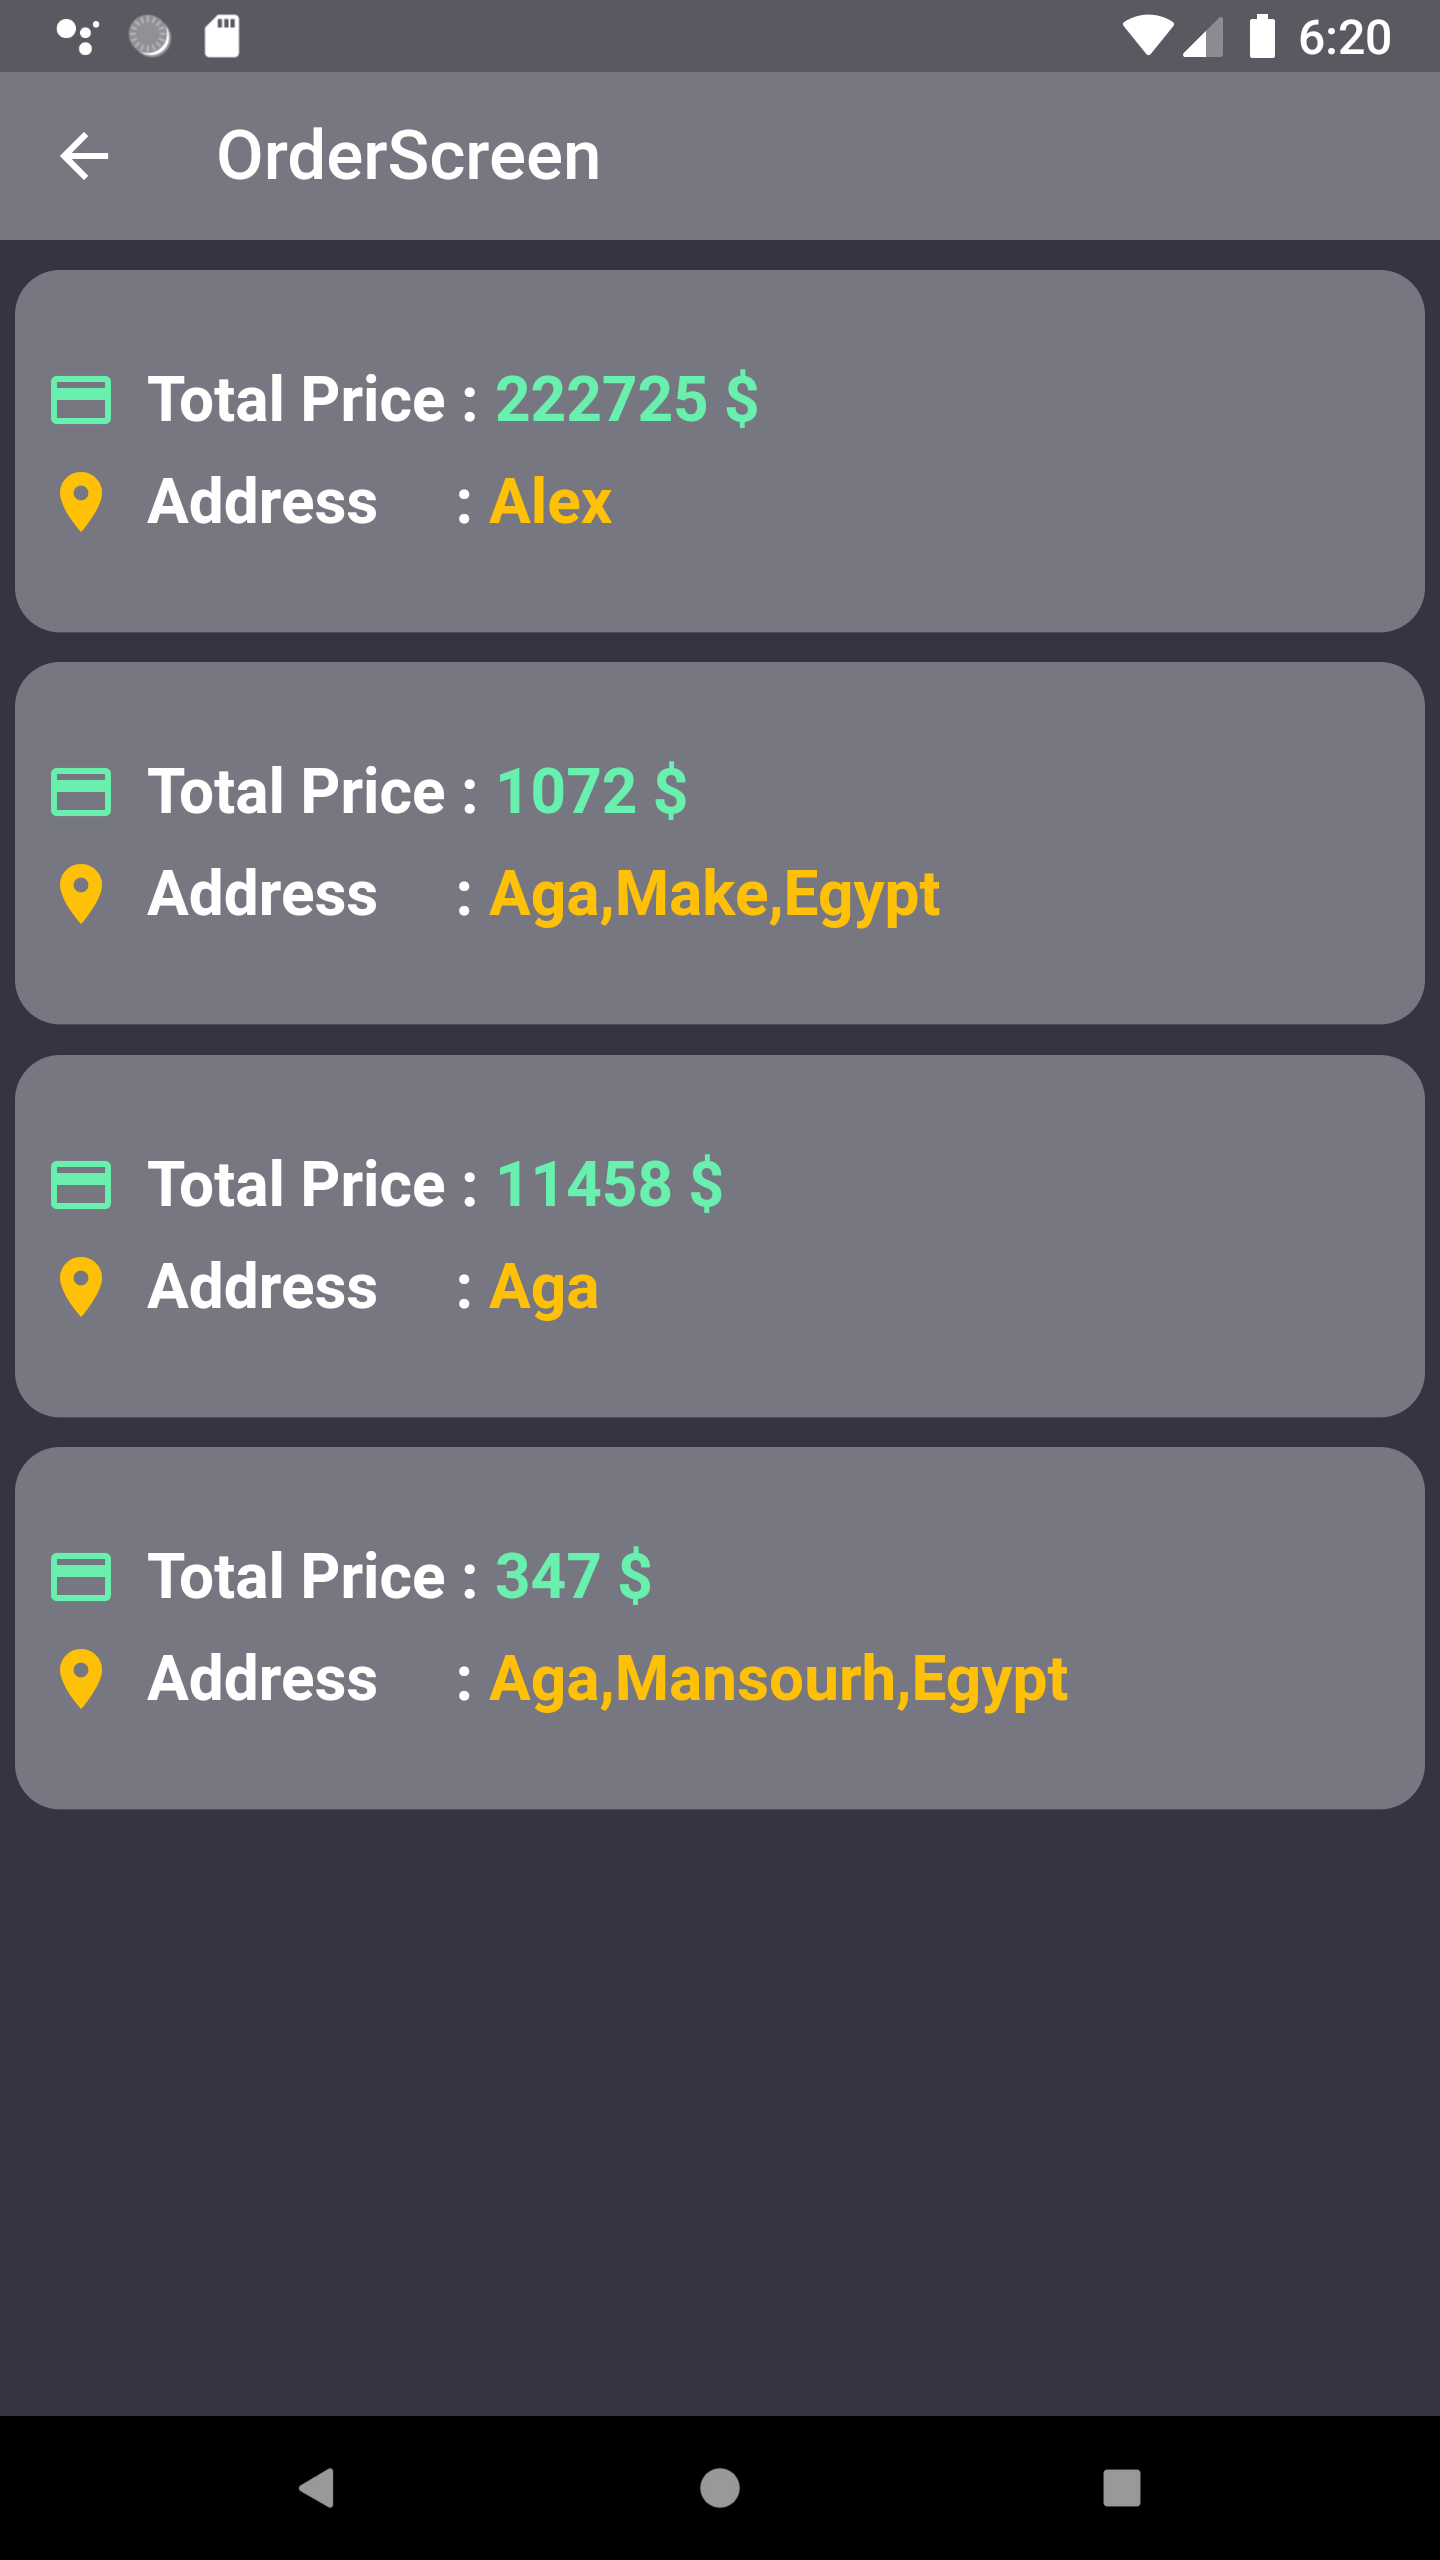 6:20
OrderScreen
Total Price : 222725 $
Address : Alex
Total Price : 1072 $
Address : Aga,Make,Egypt
Total Price : 11458 $
Address : Aga
Total Price : 347 $
Address : Aga,Mansourh,Egypt